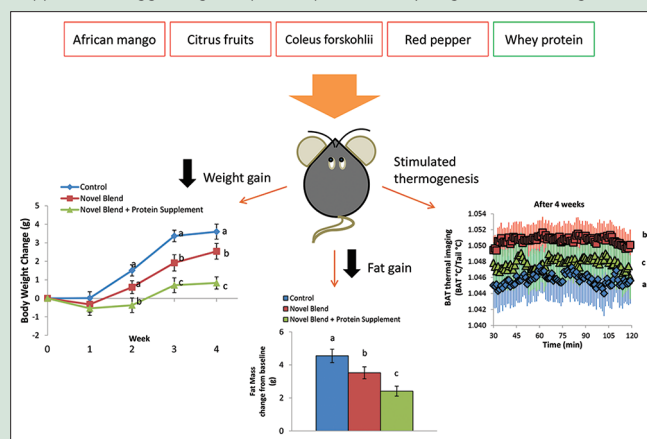 African mango
Citrus fruits
Coleus forskohlii
Red pepper
Whey protein
Weight gain
Stimulated
thermogenesis
Fat gain
Control
Novel Blend
Novel Blend + Protein Supplement
Body Weight Change (g)
5
4
3
2
1
0
-1
-2
Week
0
1
2
3
4
a
a
a
a
b
b
b
c
c
After 4 weeks
BAT thermal imaging
(BAT °C/Tail °C)
1.054
1.052
1.050
1.048
1.046
1.044
1.042
1.040
30
45
60
75
90
105
120
Time (min)
b
c
a
Control
Novel Blend
Novel Blend + Protein Supplement
Fat Mass
change from baseline
(g)
6
4
2
0
a
b
c